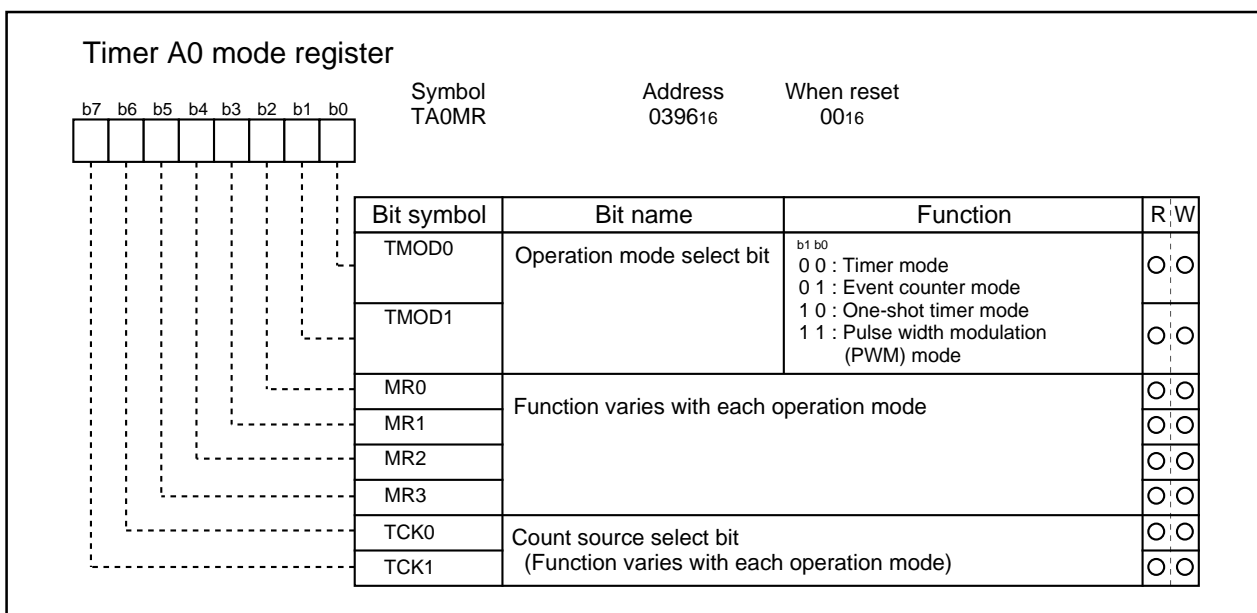 Timer A0 mode register
Symbol Address When reset
b7 b6 b5 b4 b3 b2 b1 b0
TA0MR 039616 0016
Bit symbol Bit name Function R W
TMOD0 Operation mode select bit
b1 b0
0 0 : Timer mode
0 1 : Event counter mode
1 0 : One-shot timer mode
TMOD1
1 1 : Pulse width modulation
(PWM) mode
MR0
Function varies with each operation mode
MR1
MR2
MR3
TCK0
Count source select bit
(Function varies with each operation mode)
TCK1